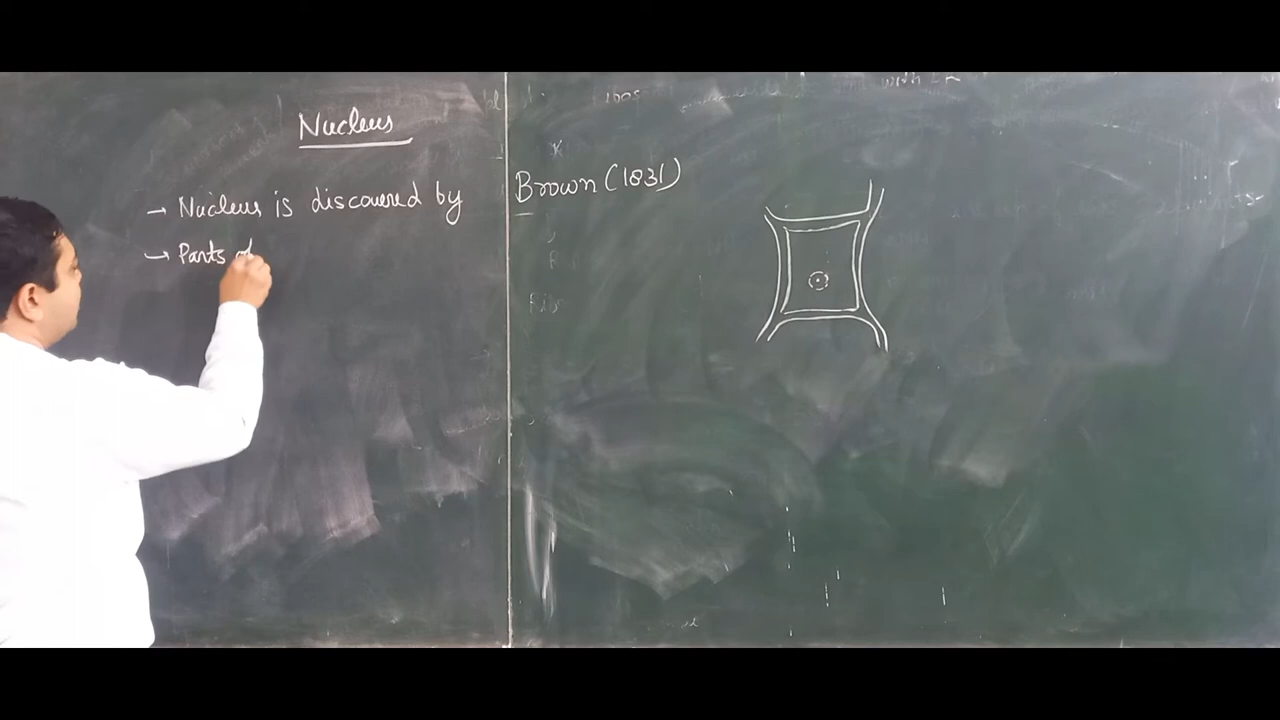 Nucleus
→ Nucleus is discovered by Brown (1831)
→ Parts of